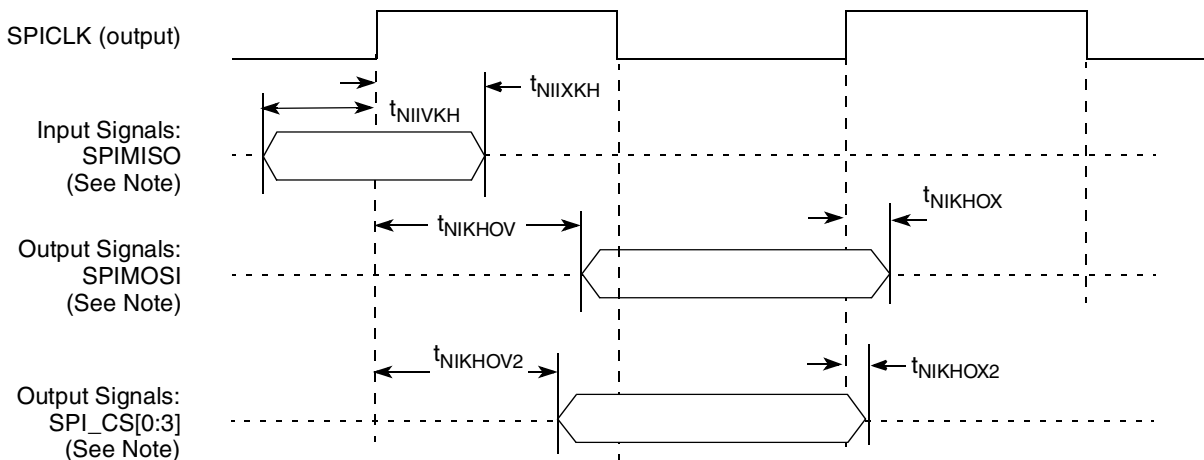 SPICLK (output)
tNIIXKH
tNIIVKH
Input Signals:
SPIMISO
(See Note)
tNIKHOX
tNIKHOV
Output Signals:
SPIMOSI
(See Note)
tNIKHOV2
tNIKHOX2
Output Signals:
SPI_CS[0:3]
(See Note)